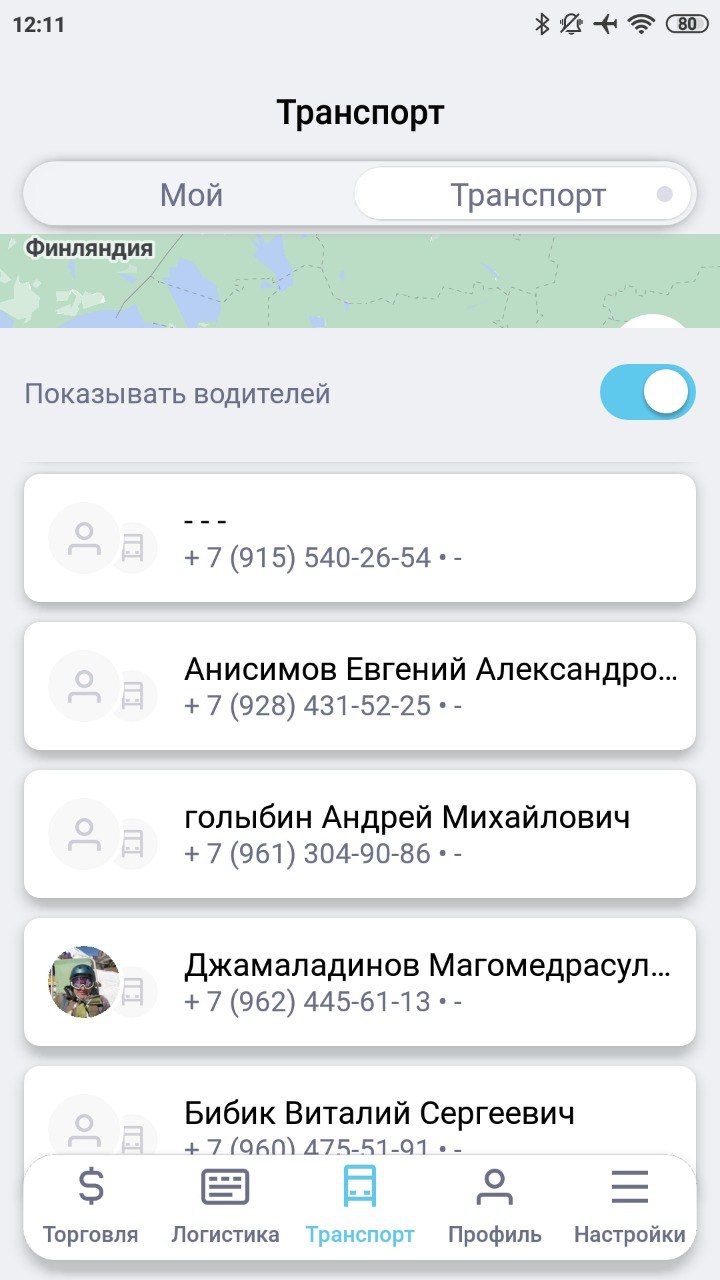 12:11
80
Транспорт
Мой
Транспорт
Финляндия
Показывать водителей
- - -
+ 7 (915) 540-26-54 • -
Анисимов Евгений Александро...
+ 7 (928) 431-52-25 • -
голыбин Андрей Михайлович
+ 7 (961) 304-90-86 • -
Джамаладинов Магомедрасул...
+ 7 (962) 445-61-13 • -
Бибик Виталий Сергеевич
+ 7 (960) 475-51-91 • -
Торговля
Логистика
Транспорт
Профиль
Настройки